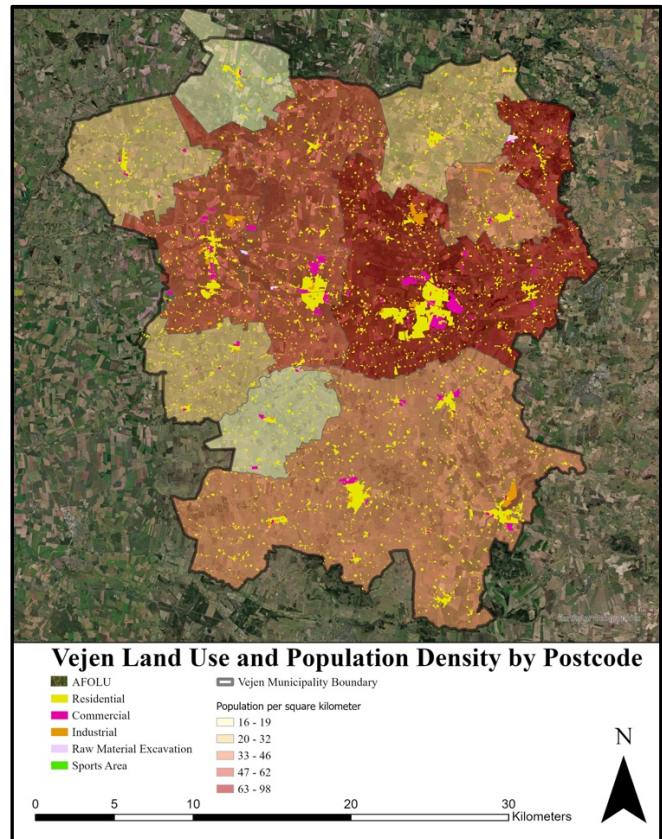 Vejen Land Use and Population Density by Postcode
AFOLU
Residential
Commercial
Industrial
Raw Material Excavation
Sports Area
Vejen Municipality Boundary
Population per square kilometer
16 - 19
20 - 32
33 - 46
47 - 62
63 - 98
N
0 5 10 20 30
Kilometers